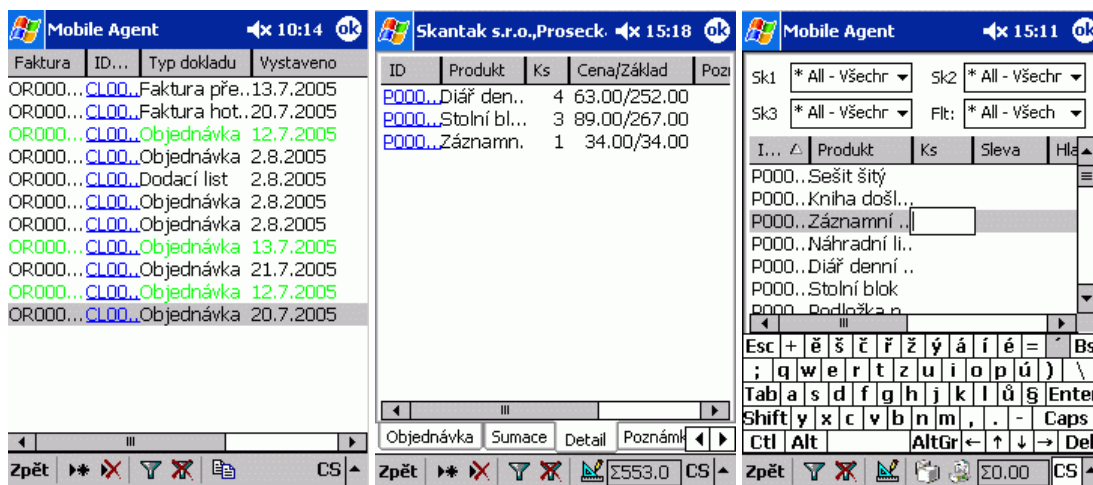 Mobile Agent 10:14 ok
Faktura ID... Typ dokladu Vystaveno
OR000... CL00... Faktura pře.. 13.7.2005
OR000... CL00... Faktura hot.. 20.7.2005
OR000... CL00... Objednávka 12.7.2005
OR000... CL00... Objednávka 2.8.2005
OR000... CL00... Dodací list 2.8.2005
OR000... CL00... Objednávka 2.8.2005
OR000... CL00... Objednávka 2.8.2005
OR000... CL00... Objednávka 13.7.2005
OR000... CL00... Objednávka 21.7.2005
OR000... CL00... Objednávka 12.7.2005
OR000... CL00... Objednávka 20.7.2005
Zpět CS
Skantak s.r.o.,Proseck 15:18 ok
ID Produkt Ks Cena/Základ Poz
P000... Diář den.. 4 63.00/252.00
P000... Stolní bl... 3 89.00/267.00
P000... Záznamn. 1 34.00/34.00
Objednávka Sumace Detail Poznámk
Zpět Σ553.0 CS
Mobile Agent 15:11 ok
Sk1 * All - Všechr Sk2 * All - Všechr
Sk3 * All - Všechr Flt: * All - Všech
I... Produkt Ks Sleva Hla
P000.. Sešit šitý
P000.. Kniha došl...
P000.. Záznamní ..
P000.. Náhradní li..
P000.. Diář denní ..
P000.. Stolní blok
P000.. Podložka p
Esc + ě š č ř ž ý á í é = ´ Bs
; q w e r t z u i o p ú ) \
Tab a s d f g h j k l ů § Enter
Shift y x c v b n m , . - Caps
Ctl Alt AltGr ← ↑ ↓ → Del
Zpět Σ0.00 CS